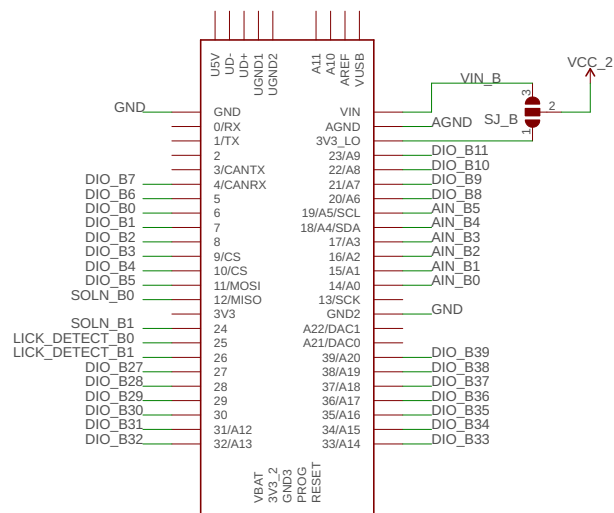 U5V UD- UD+ UGND1 UGND2 A11 A10 AREF VUSB
VCC_2
VIN_B 3
2
SJ_B
1
GND GND VIN
0/RX AGND AGND
1/TX 3V3_LO
2 23/A9 DIO_B11
3/CANTX 22/A8 DIO_B10
DIO_B7 4/CANRX 21/A7 DIO_B9
DIO_B6 5 20/A6 DIO_B8
DIO_B0 6 19/A5/SCL AIN_B5
DIO_B1 7 18/A4/SDA AIN_B4
DIO_B2 8 17/A3 AIN_B3
DIO_B3 9/CS 16/A2 AIN_B2
DIO_B4 10/CS 15/A1 AIN_B1
DIO_B5 11/MOSI 14/A0 AIN_B0
SOLN_B0 12/MISO 13/SCK
3V3 GND2 GND
SOLN_B1 24 A22/DAC1
LICK_DETECT_B0 25 A21/DAC0
LICK_DETECT_B1 26 39/A20 DIO_B39
DIO_B27 27 38/A19 DIO_B38
DIO_B28 28 37/A18 DIO_B37
DIO_B29 29 36/A17 DIO_B36
DIO_B30 30 35/A16 DIO_B35
DIO_B31 31/A12 34/A15 DIO_B34
DIO_B32 32/A13 33/A14 DIO_B33
VBAT 3V3_2 GND3 PROG RESET